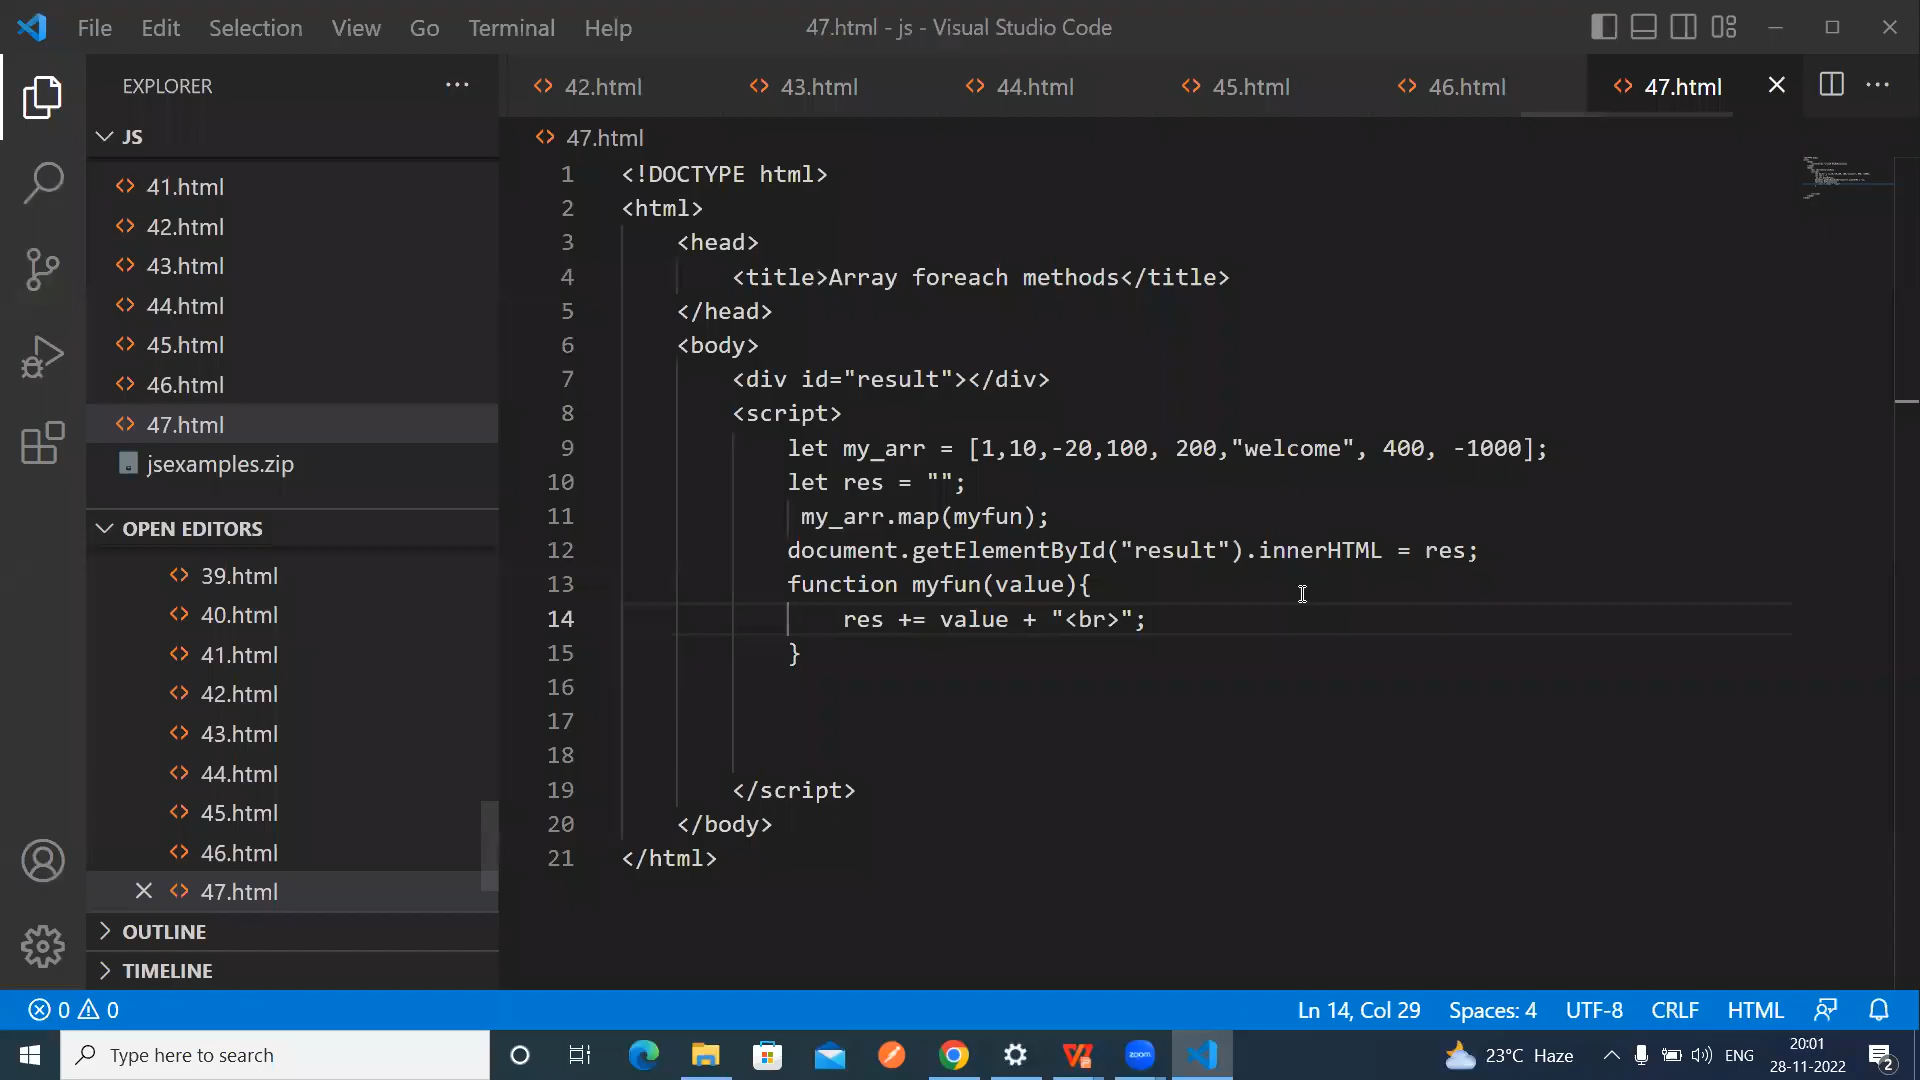 File Edit Selection View Go Terminal Help
47.html - js - Visual Studio Code
EXPLORER
JS
41.html
42.html
43.html
44.html
45.html
46.html
47.html
jsexamples.zip
OPEN EDITORS
39.html
40.html
41.html
42.html
43.html
44.html
45.html
46.html
47.html
OUTLINE
TIMELINE
42.html 43.html 44.html 45.html 46.html 47.html
47.html
1 <!DOCTYPE html>
2 <html>
3 <head>
4 <title>Array foreach methods</title>
5 </head>
6 <body>
7 <div id="result"></div>
8 <script>
9 let my_arr = [1,10,-20,100, 200,"welcome", 400, -1000];
10 let res = "";
11 my_arr.map(myfun);
12 document.getElementById("result").innerHTML = res;
13 function myfun(value){
14 res += value + "<br>";
15 }
16
17
18
19 </script>
20 </body>
21 </html>
0 0
Ln 14, Col 29 Spaces: 4 UTF-8 CRLF HTML
Type here to search
zoom
23°C Haze
ENG
20:01
28-11-2022
2